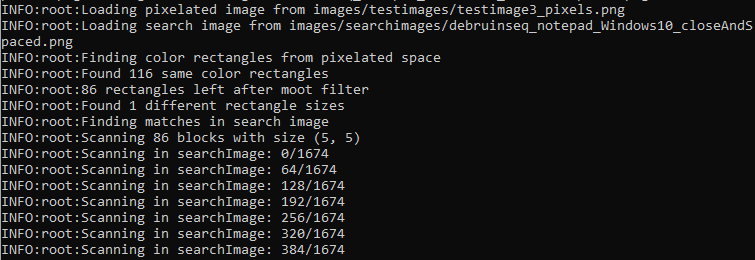 INFO:root:Loading pixelated image from images/testimages/testimage3_pixels.png
INFO:root:Loading search image from images/searchimages/debruinseq_notepad_Windows10_closeAndS
paced.png
INFO:root:Finding color rectangles from pixelated space
INFO:root:Found 116 same color rectangles
INFO:root:86 rectangles left after moot filter
INFO:root:Found 1 different rectangle sizes
INFO:root:Finding matches in search image
INFO:root:Scanning 86 blocks with size (5, 5)
INFO:root:Scanning in searchImage: 0/1674
INFO:root:Scanning in searchImage: 64/1674
INFO:root:Scanning in searchImage: 128/1674
INFO:root:Scanning in searchImage: 192/1674
INFO:root:Scanning in searchImage: 256/1674
INFO:root:Scanning in searchImage: 320/1674
INFO:root:Scanning in searchImage: 384/1674